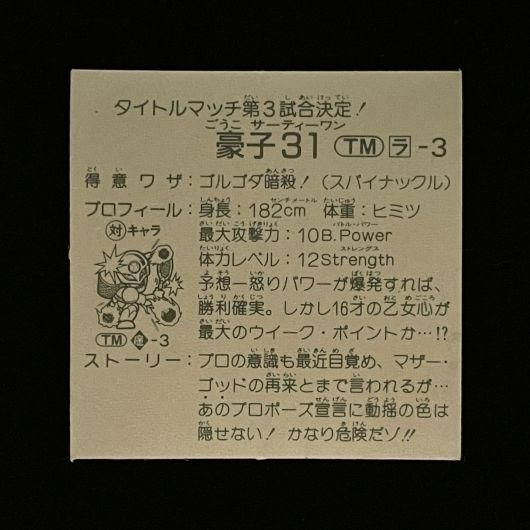 タイトルマッチ第3試合決定！
豪子31 TM ラ-3
得意ワザ：ゴルゴダ暗殺！（スパイナックル）
プロフィール：身長：182cm 体重：ヒミツ
対キャラ 最大攻撃力：10B.Power
体力レベル：12Strength
予想―怒りパワーが爆発すれば、
勝利確実。しかし16才の乙女心が
最大のウイーク・ポイントか…!?
TM -3
ストーリー：プロの意識も最近目覚め、マザー・
ゴッドの再来とまで言われるが…
あのプロポーズ宣言に動揺の色は
隠せない！ かなり危険だゾ!!